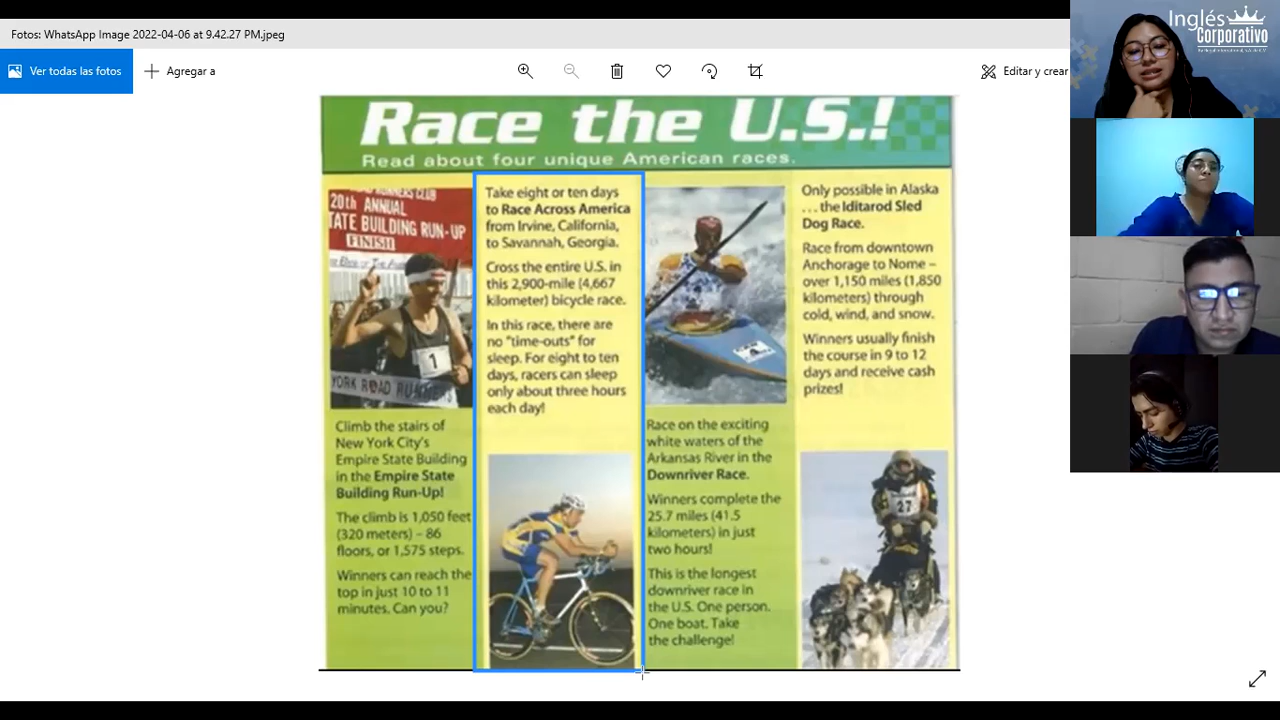 Fotos: WhatsApp Image 2022-04-06 at 9.42.27 PM.jpeg
Ver todas las fotos
Agregar a
Editar y crear
Inglés
Corporativo
Race the U.S.!
Read about four unique American races.
20th ANNUAL
BUILDING RUN-UP
FINISH
1
YORK ROAD RUNNERS
Climb the stairs of
New York City's
Empire State Building
in the Empire State
Building Run-Up!
The climb is 1,050 feet
(320 meters) – 86
floors, or 1,575 steps.
Winners can reach the
top in just 10 to 11
minutes. Can you?
Take eight or ten days
to Race Across America
from Irvine, California,
to Savannah, Georgia.
Cross the entire U.S. in
this 2,900-mile (4,667
kilometer) bicycle race.
In this race, there are
no "time-outs" for
sleep. For eight to ten
days, racers can sleep
only about three hours
each day!
Race on the exciting
white waters of the
Arkansas River in the
Downriver Race.
Winners complete the
25.7 miles (41.5
kilometers) in just
two hours!
This is the longest
downriver race in
the U.S. One person.
One boat. Take
the challenge!
Only possible in Alaska
... the Iditarod Sled
Dog Race.
Race from downtown
Anchorage to Nome –
over 1,150 miles (1,850
kilometers) through
cold, wind, and snow.
Winners usually finish
the course in 9 to 12
days and receive cash
prizes!
27